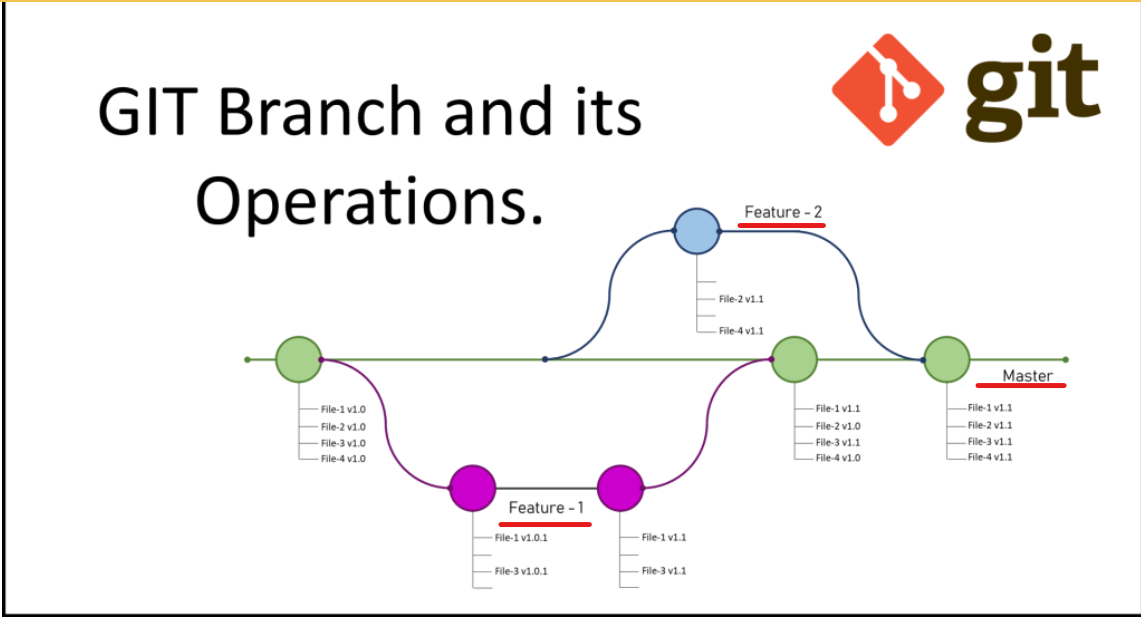 GIT Branch and its
Operations.
git
Feature - 2
File-2 v1.1
File-4 v1.1
Master
File-1 v1.0
File-2 v1.0
File-3 v1.0
File-4 v1.0
File-1 v1.1
File-2 v1.0
File-3 v1.1
File-4 v1.0
File-1 v1.1
File-2 v1.1
File-3 v1.1
File-4 v1.1
Feature - 1
File-1 v1.0.1
File-3 v1.0.1
File-1 v1.1
File-3 v1.1